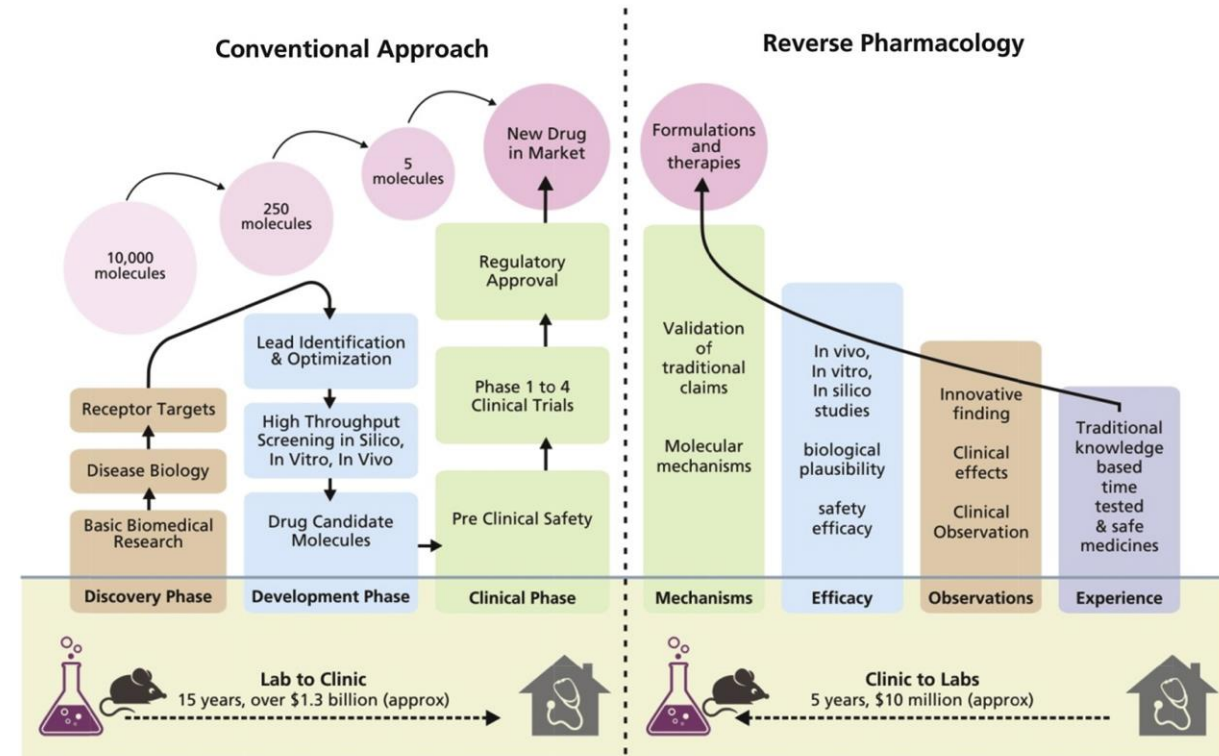 Conventional Approach
10,000
molecules
250
molecules
5
molecules
New Drug
in Market
Receptor Targets
Disease Biology
Basic Biomedical
Research
Discovery Phase
Lead Identification
& Optimization
High Throughput
Screening in Silico,
In Vitro, In Vivo
Drug Candidate
Molecules
Development Phase
Regulatory
Approval
Phase 1 to 4
Clinical Trials
Pre Clinical Safety
Clinical Phase
Lab to Clinic
15 years, over $1.3 billion (approx)
Reverse Pharmacology
Formulations
and
therapies
Validation
of
traditional
claims
Molecular
mechanisms
Mechanisms
In vivo,
In vitro,
In silico
studies
biological
plausibility
safety
efficacy
Efficacy
Innovative
finding
Clinical
effects
Clinical
Observation
Observations
Traditional
knowledge
based
time
tested
& safe
medicines
Experience
Clinic to Labs
5 years, $10 million (approx)